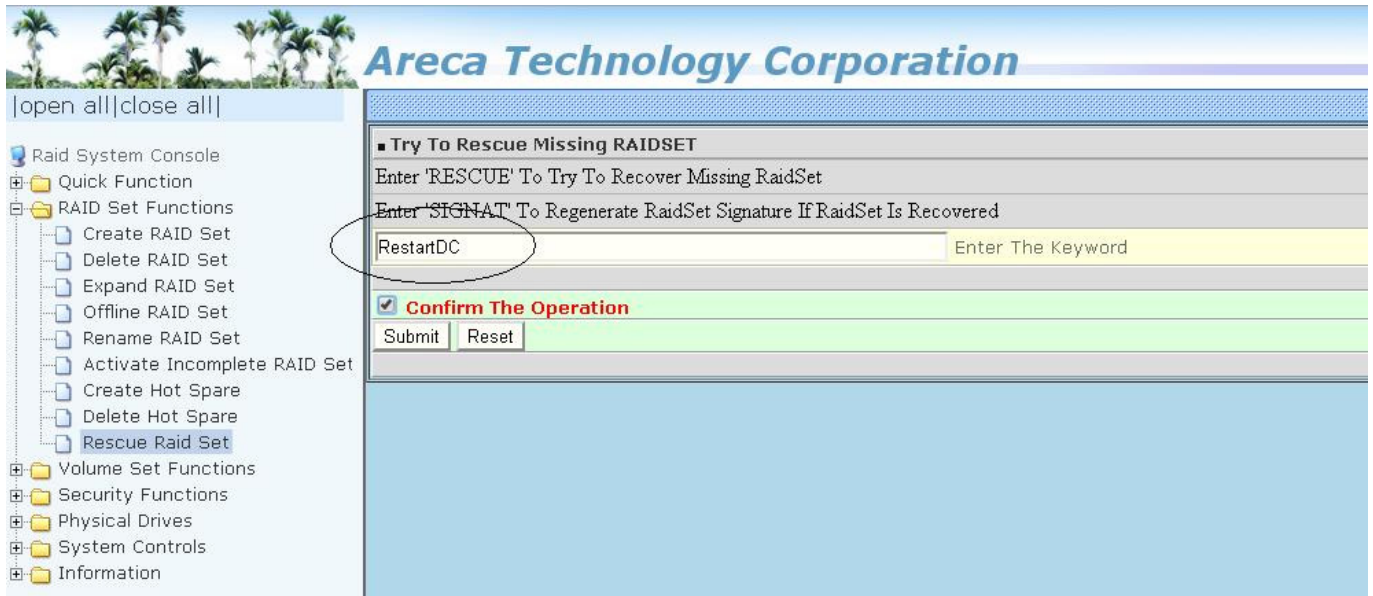 Areca Technology Corporation
|open all|close all|
Raid System Console
Quick Function
RAID Set Functions
Create RAID Set
Delete RAID Set
Expand RAID Set
Offline RAID Set
Rename RAID Set
Activate Incomplete RAID Set
Create Hot Spare
Delete Hot Spare
Rescue Raid Set
Volume Set Functions
Security Functions
Physical Drives
System Controls
Information
Try To Rescue Missing RAIDSET
Enter 'RESCUE' To Try To Recover Missing RaidSet
Enter 'SIGNAT' To Regenerate RaidSet Signature If RaidSet Is Recovered
RestartDC Enter The Keyword
Confirm The Operation
Submit Reset